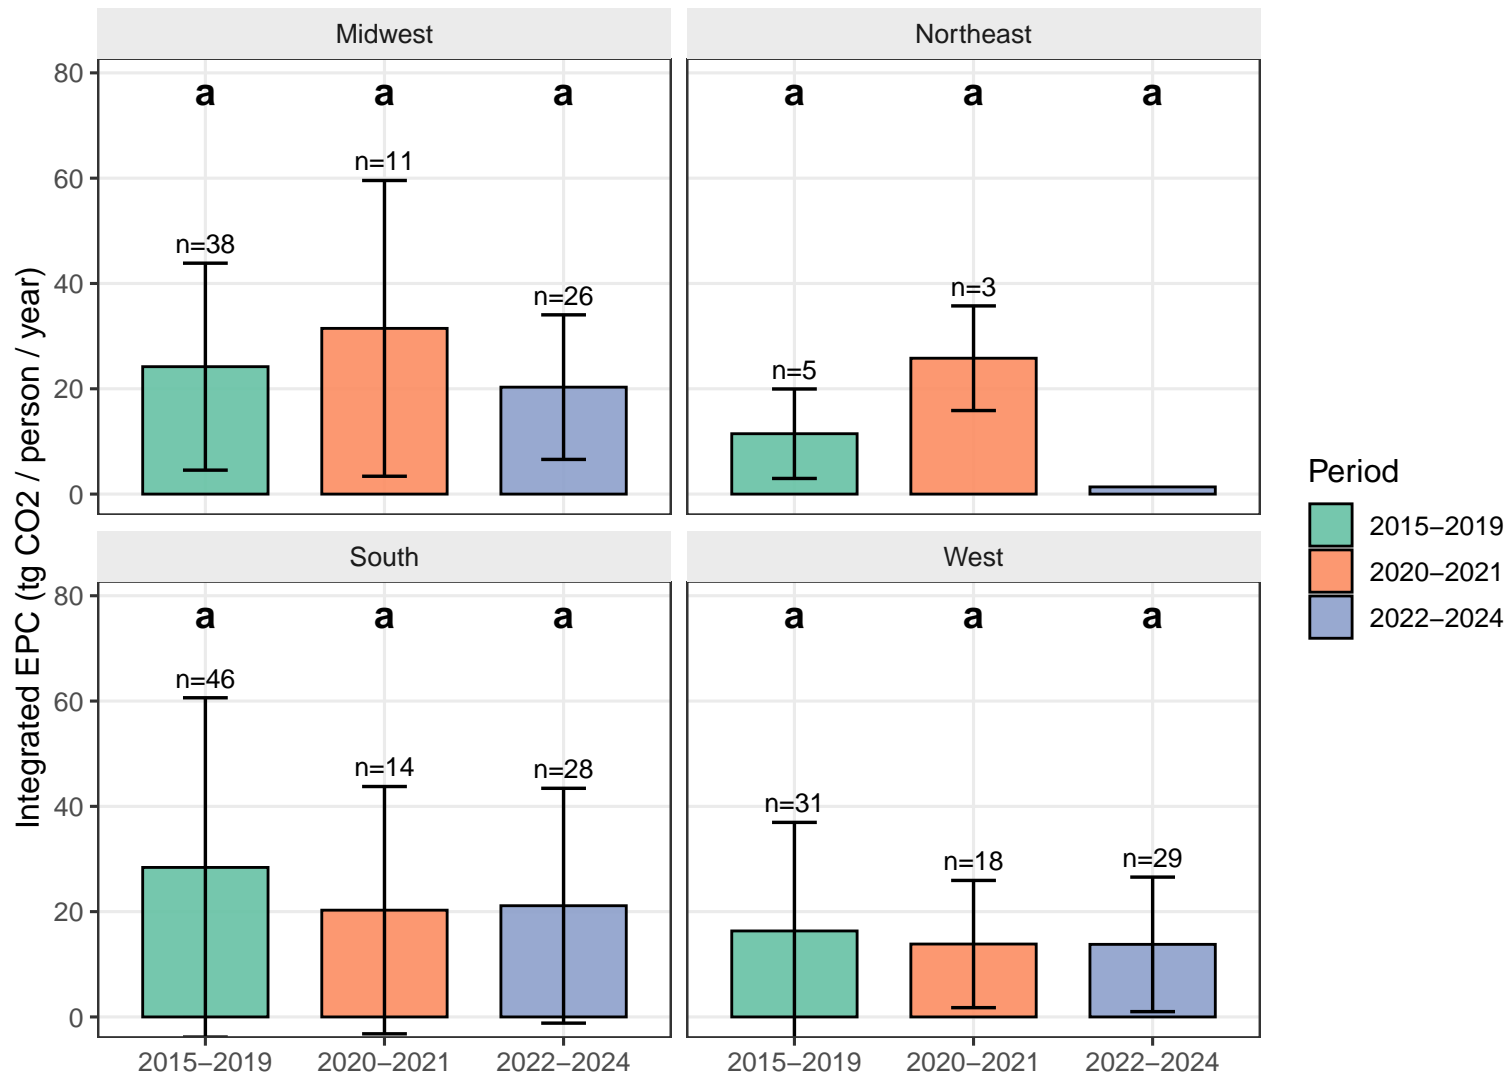 Midwest
Northeast
80
a a a
a a a
n=11
60
n=38
n=26
n=3
40
n=5
20
0
South
West
80
a a a
a a a
n=46
60
n=14
n=28
n=31
40
n=18
n=29
20
0
2015–2019 2020–2021 2022–2024
2015–2019 2020–2021 2022–2024
Integrated EPC (tg CO2 / person / year)
Period
2015–2019
2020–2021
2022–2024